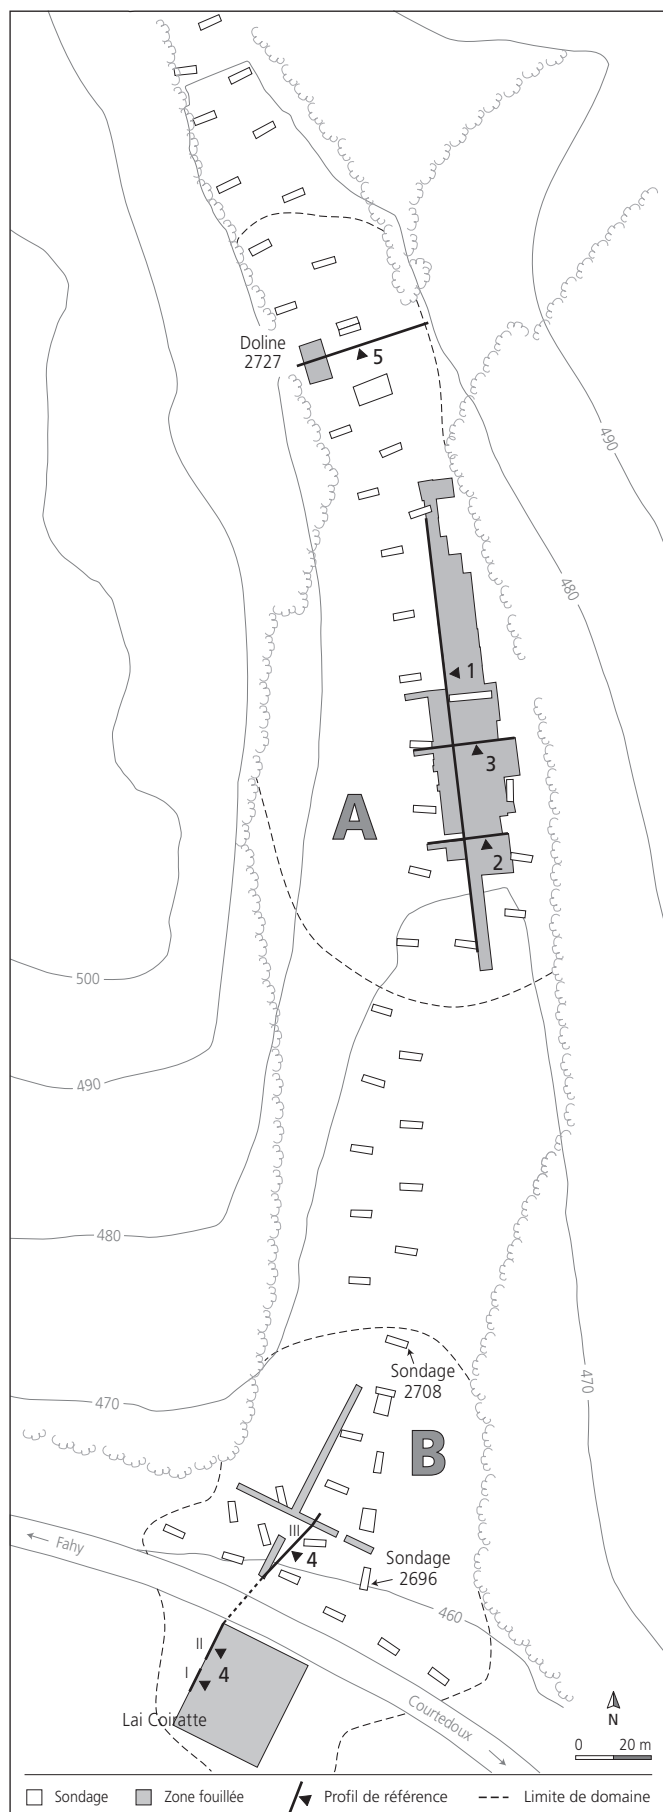 Doline
2727
5
490
480
1
3
A
2
500
490
480
Sondage
2708
470
470
B
III
4
Fahy
Sondage
2696
460
II
I
4
Lai Coiratte
Courtedoux
N
0 20 m
Sondage Zone fouillée Profil de référence Limite de domaine